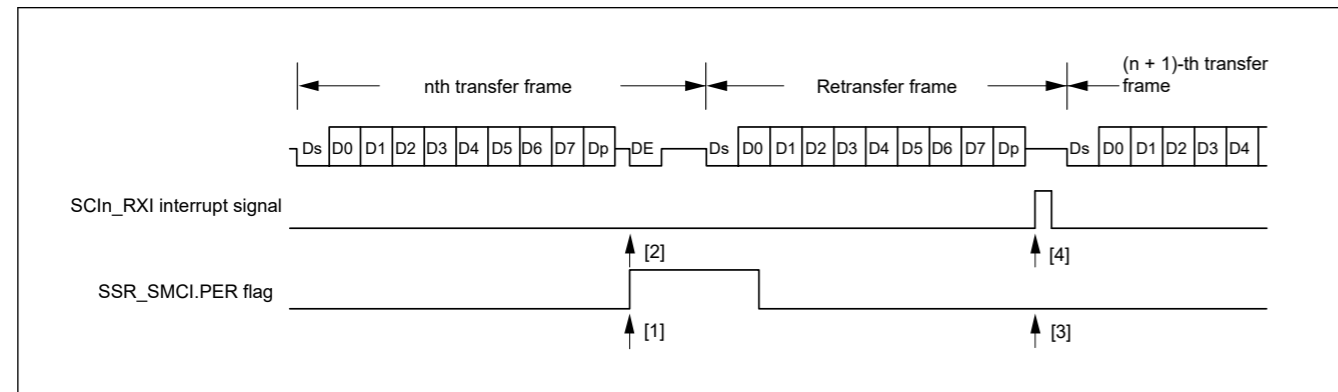 nth transfer frame
Retransfer frame
(n + 1)-th transfer
frame
Ds D0 D1 D2 D3 D4 D5 D6 D7 Dp DE Ds D0 D1 D2 D3 D4 D5 D6 D7 Dp Ds D0 D1 D2 D3 D4
SCIn_RXI interrupt signal
[2]
[4]
SSR_SMCI.PER flag
[1]
[3]